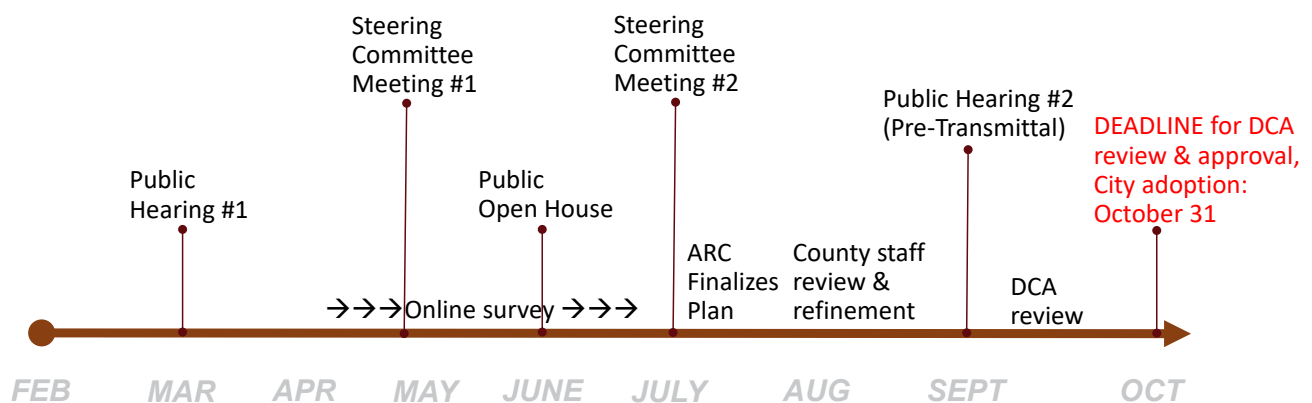 Steering
Committee
Meeting #1
Steering
Committee
Meeting #2
Public Hearing #2
(Pre-Transmittal)
DEADLINE for DCA
review & approval,
City adoption:
October 31
Public
Hearing #1
Public
Open House
ARC
Finalizes
Plan
County staff
review &
refinement
DCA
review
→→→Online survey →→→
FEB MAR APR MAY JUNE JULY AUG SEPT OCT